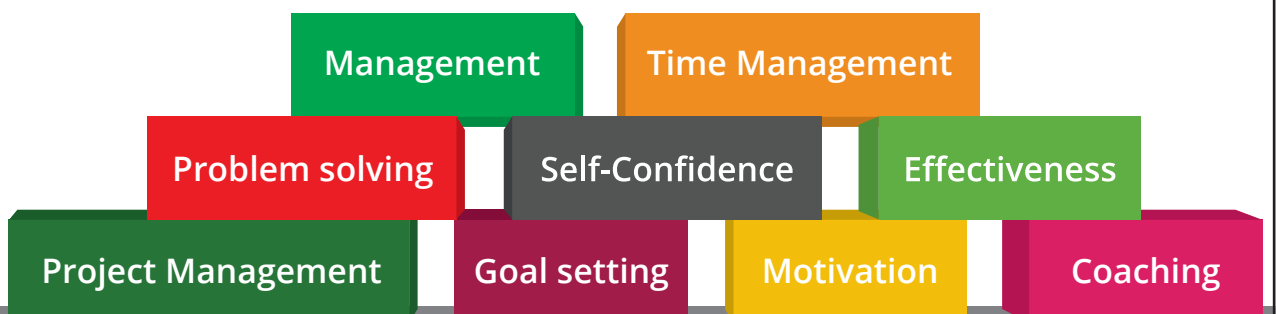 Management Time Management
Problem solving Self-Confidence Effectiveness
Project Management Goal setting Motivation Coaching